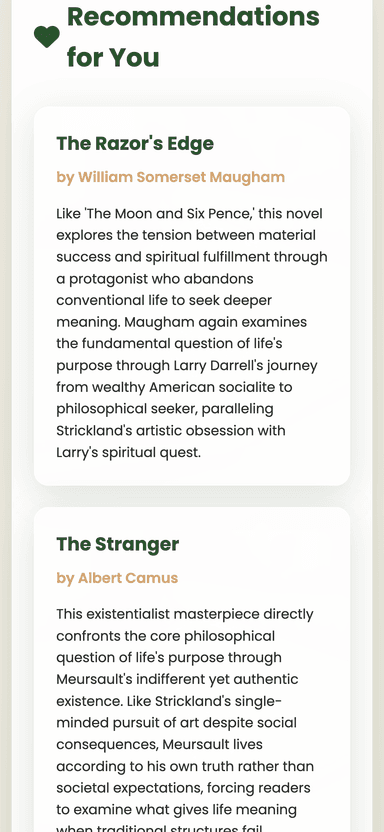 Recommendations
for You
The Razor's Edge
by William Somerset Maugham
Like 'The Moon and Six Pence,' this novel
explores the tension between material
success and spiritual fulfillment through
a protagonist who abandons
conventional life to seek deeper
meaning. Maugham again examines
the fundamental question of life's
purpose through Larry Darrell's journey
from wealthy American socialite to
philosophical seeker, paralleling
Strickland's artistic obsession with
Larry's spiritual quest.
The Stranger
by Albert Camus
This existentialist masterpiece directly
confronts the core philosophical
question of life's purpose through
Meursault's indifferent yet authentic
existence. Like Strickland's single-
minded pursuit of art despite social
consequences, Meursault lives
according to his own truth rather than
societal expectations, forcing readers
to examine what gives life meaning
when traditional structures fail